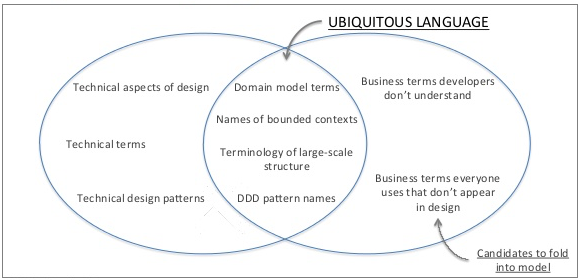 UBIQUITOUS LANGUAGE
Technical aspects of design
Technical terms
Technical design patterns
Domain model terms
Names of bounded contexts
Terminology of large-scale
structure
DDD pattern names
Business terms developers
don't understand
Business terms everyone
uses that don't appear
in design
Candidates to fold
into model